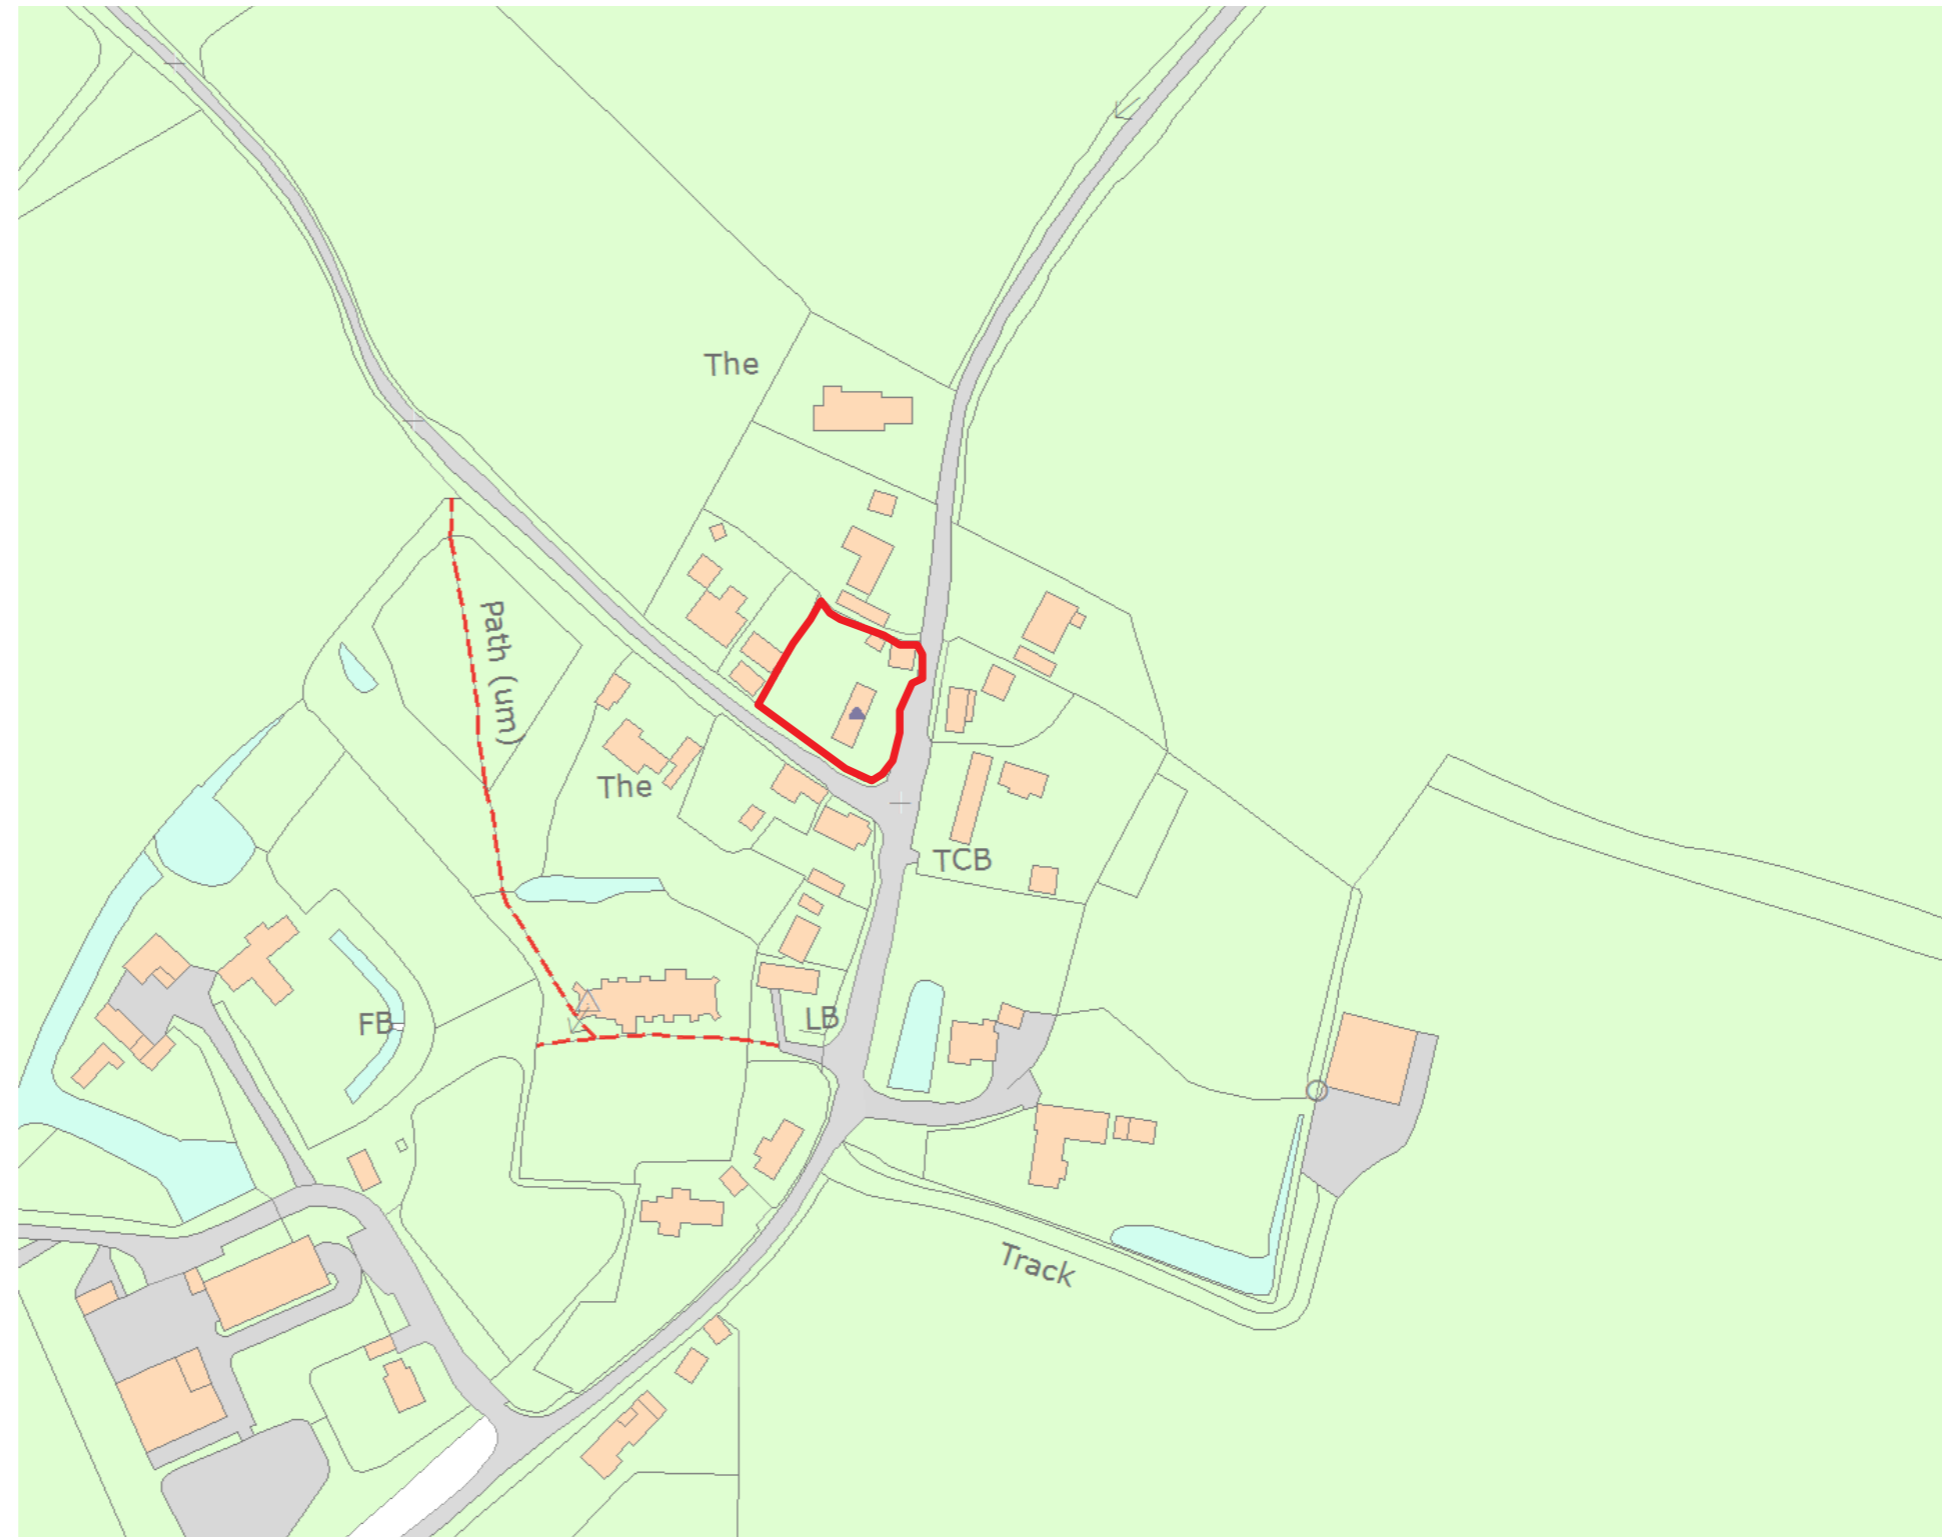 The
Path (um)
The
TCB
FB
LB
Track